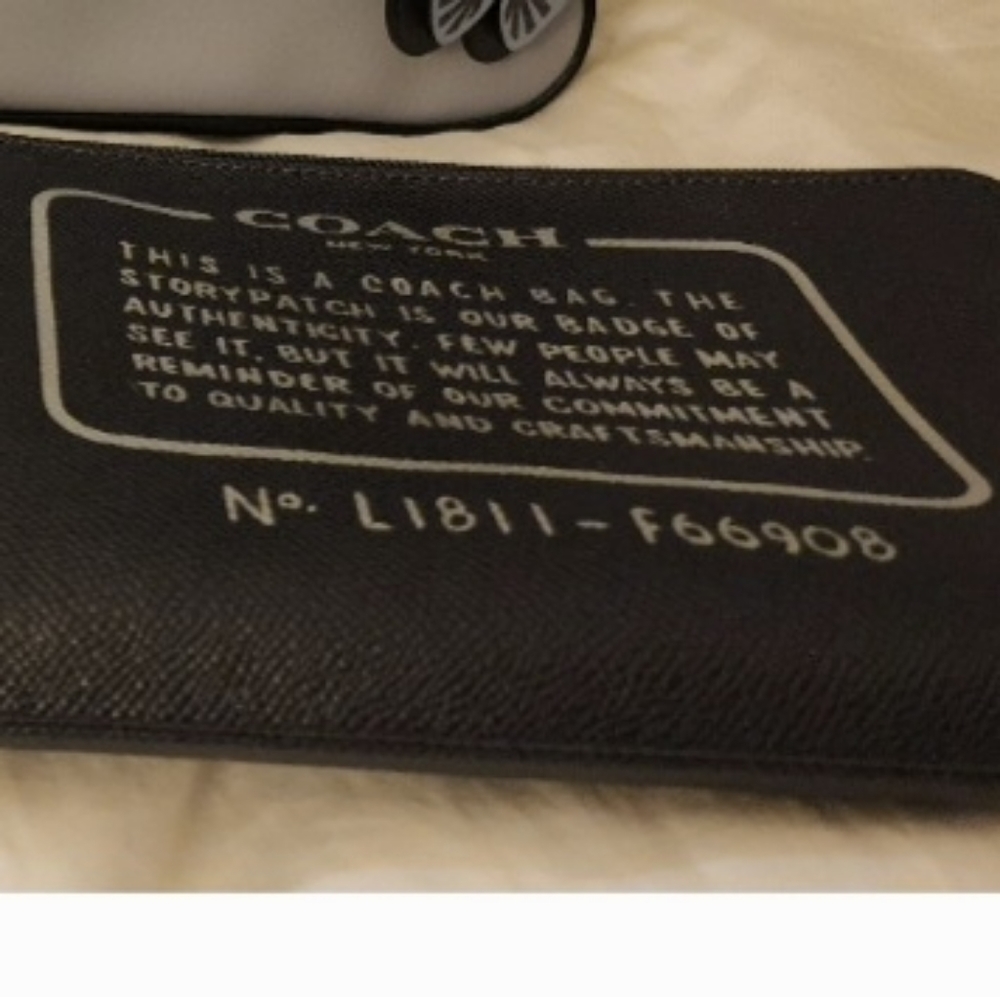 COACH
NEW YORK
THIS IS A COACH BAG. THE
STORYPATCH IS OUR BADGE OF
AUTHENTICITY. FEW PEOPLE MAY
SEE IT. BUT IT WILL ALWAYS BE A
REMINDER OF OUR COMMITMENT
TO QUALITY AND CRAFTSMANSHIP.
No. L1811-F66908